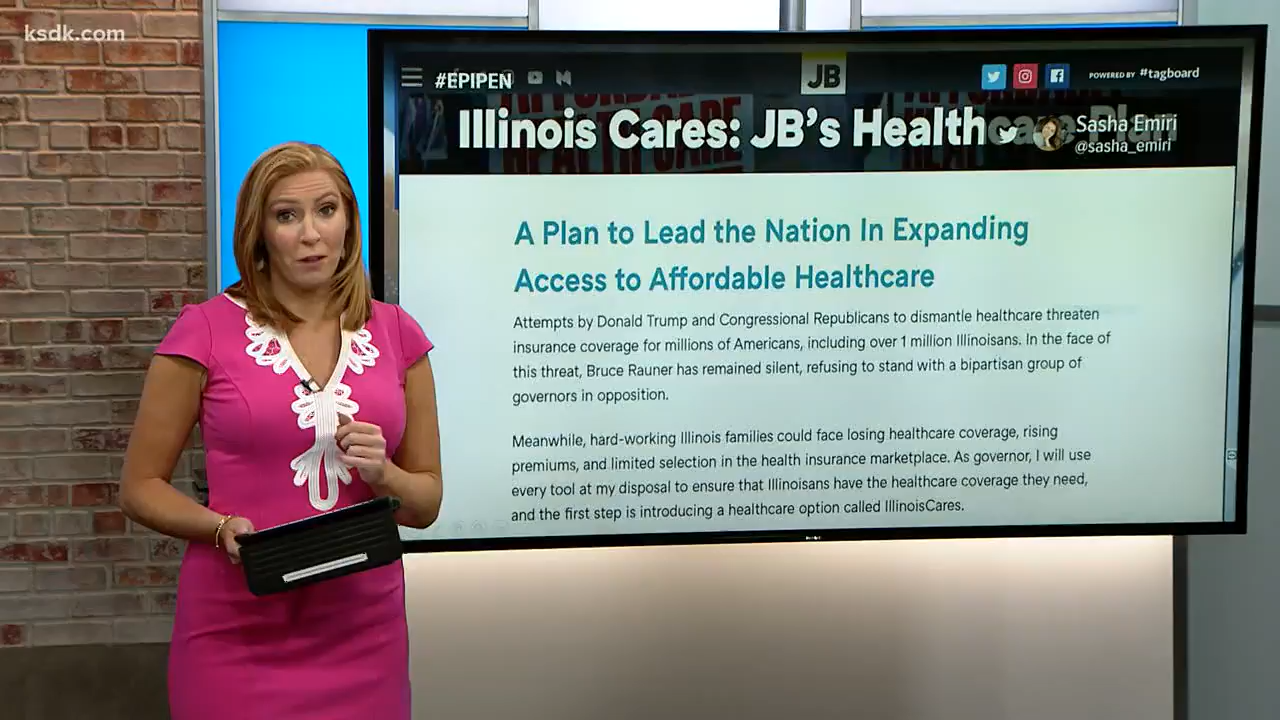 ksdk.com
#EPIPEN
JB
POWERED BY #tagboard
Illinois Cares: JB's Healthcare Plan
Sasha Emiri
@sasha_emiri
A Plan to Lead the Nation In Expanding
Access to Affordable Healthcare
Attempts by Donald Trump and Congressional Republicans to dismantle healthcare threaten
insurance coverage for millions of Americans, including over 1 million Illinoisans. In the face of
this threat, Bruce Rauner has remained silent, refusing to stand with a bipartisan group of
governors in opposition.
Meanwhile, hard-working Illinois families could face losing healthcare coverage, rising
premiums, and limited selection in the health insurance marketplace. As governor, I will use
every tool at my disposal to ensure that Illinoisans have the healthcare coverage they need,
and the first step is introducing a healthcare option called IllinoisCares.